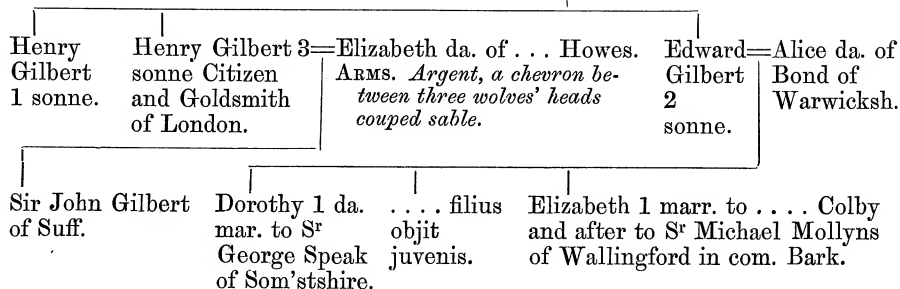 Henry
Gilbert
1 sonne.
Henry Gilbert 3=Elizabeth da. of . . . Howes.
sonne Citizen
and Goldsmith
of London.
ARMS. Argent, a chevron be-
tween three wolves' heads
couped sable.
Edward=Alice da. of
Gilbert
2
sonne.
Bond of
Warwicksh.
Sir John Gilbert
of Suff.
Dorothy 1 da.
mar. to Sr
George Speak
of Som'stshire.
. . . . filius
objit
juvenis.
Elizabeth 1 marr. to . . . . Colby
and after to Sr Michael Mollyns
of Wallingford in com. Bark.